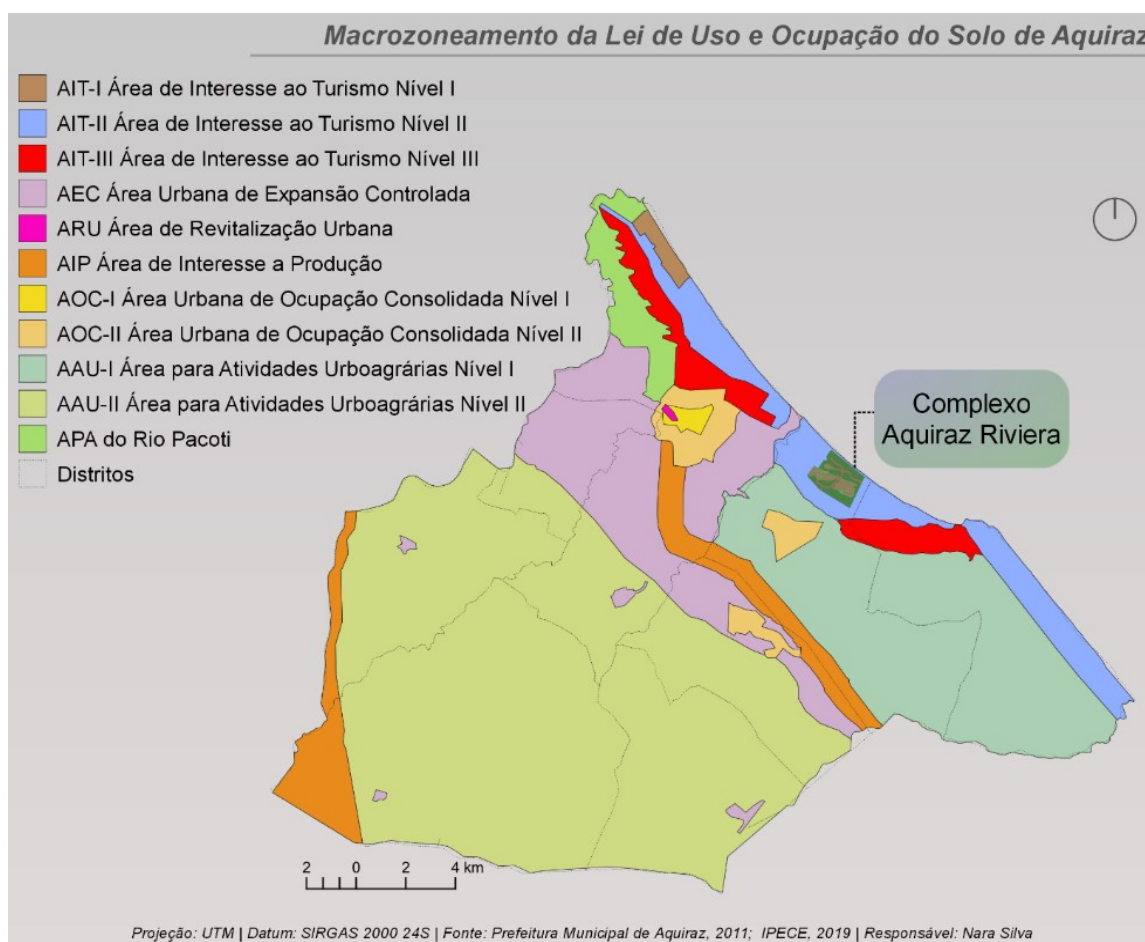 Macrozoneamento da Lei de Uso e Ocupação do Solo de Aquiraz
AIT-I Área de Interesse ao Turismo Nível I
AIT-II Área de Interesse ao Turismo Nível II
AIT-III Área de Interesse ao Turismo Nível III
AEC Área Urbana de Expansão Controlada
ARU Área de Revitalização Urbana
AIP Área de Interesse a Produção
AOC-I Área Urbana de Ocupação Consolidada Nível I
AOC-II Área Urbana de Ocupação Consolidada Nível II
AAU-I Área para Atividades Urboagrárias Nível I
AAU-II Área para Atividades Urboagrárias Nível II
APA do Rio Pacoti
Distritos
Complexo
Aquiraz Riviera
2 0 2 4 km
Projeção: UTM | Datum: SIRGAS 2000 24S | Fonte: Prefeitura Municipal de Aquiraz, 2011; IPECE, 2019 | Responsável: Nara Silva